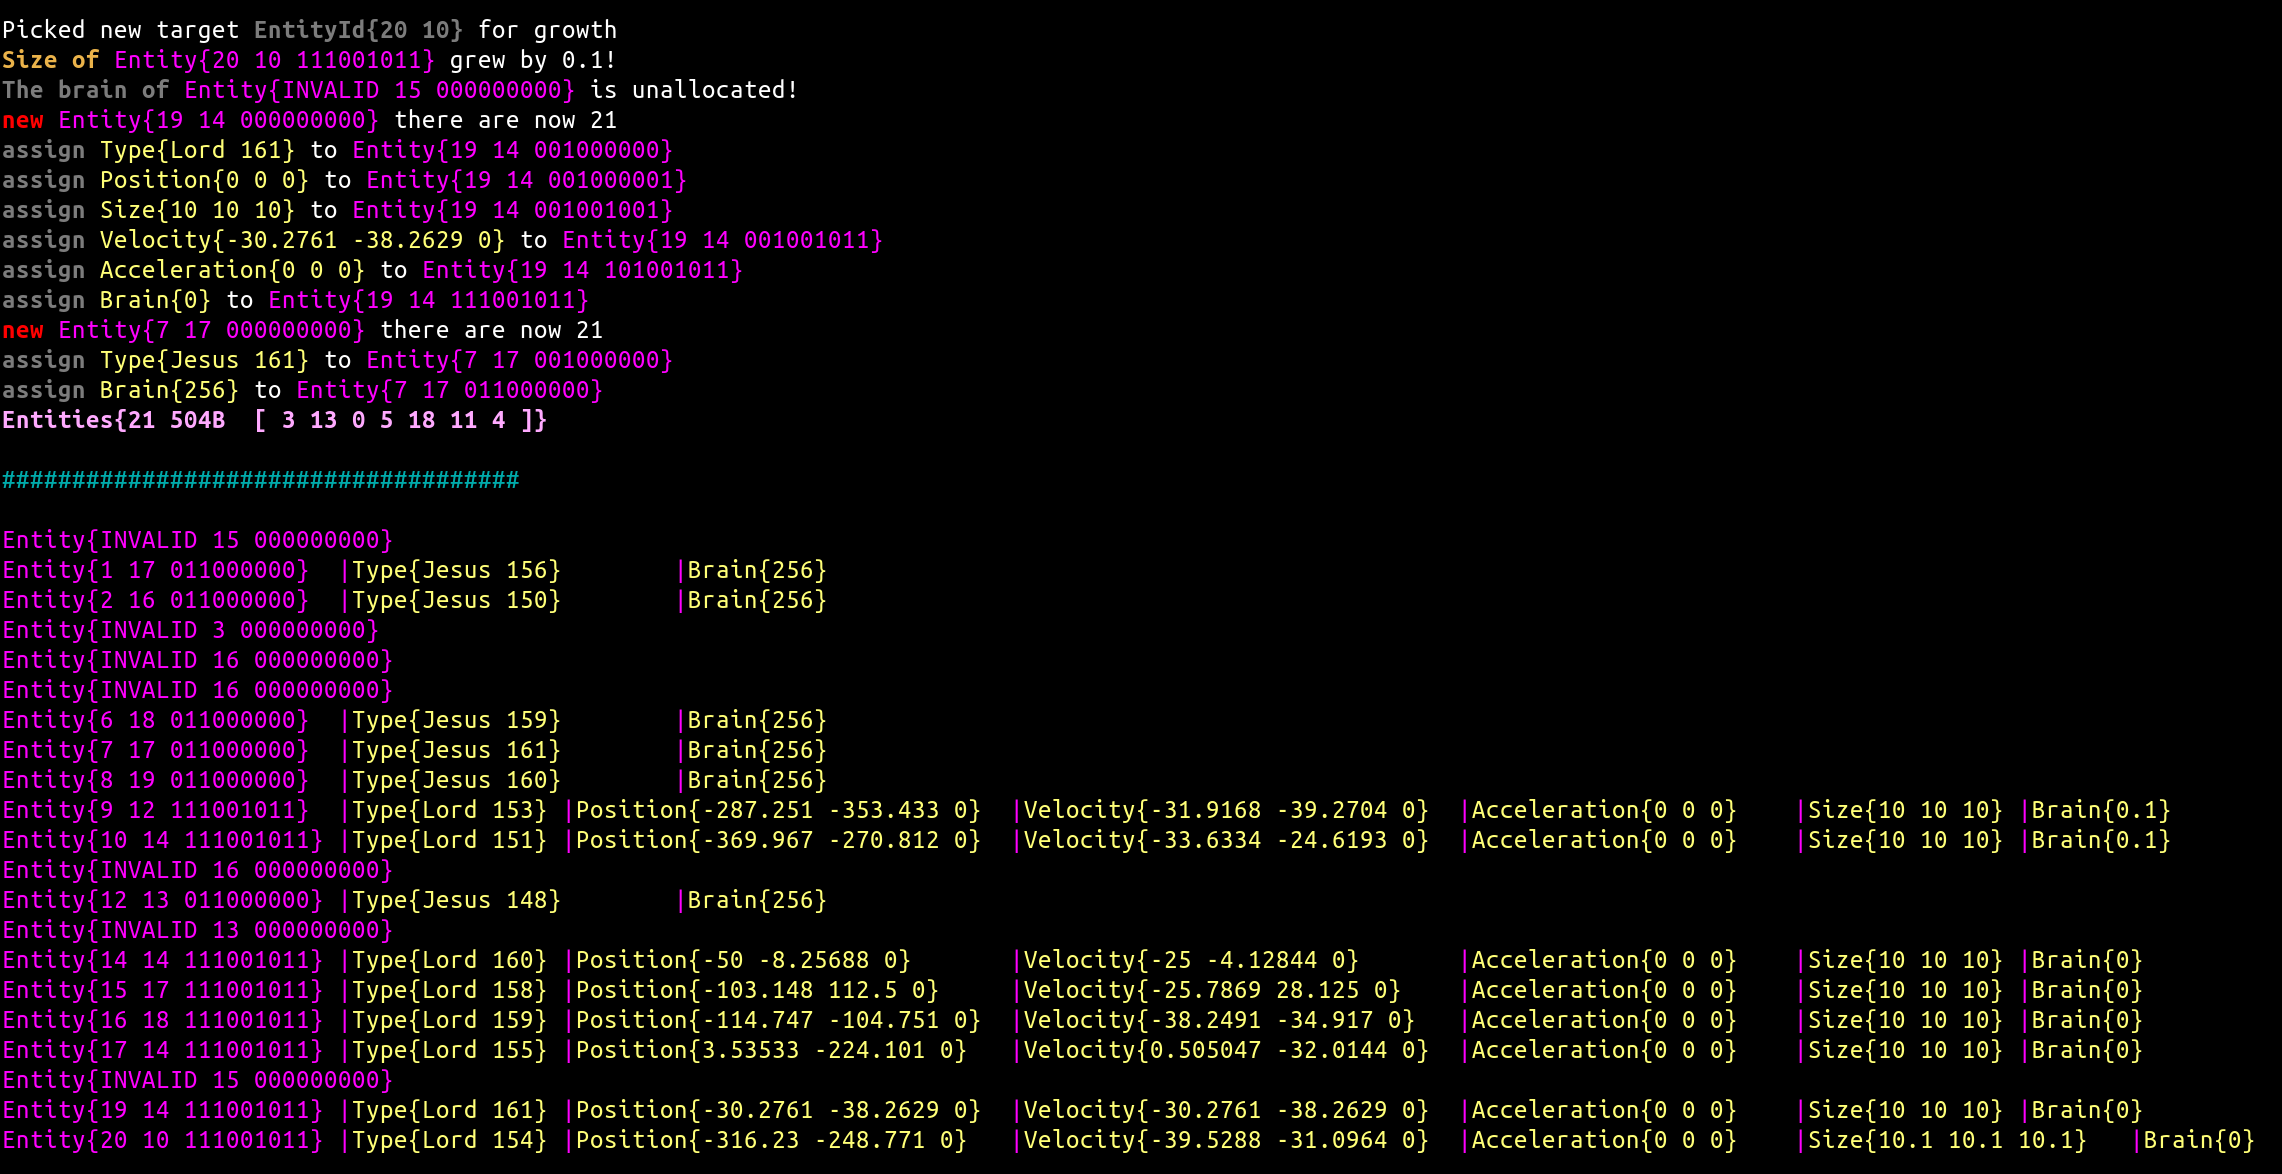 Picked new target EntityId{20 10} for growth
Size of Entity{20 10 111001011} grew by 0.1!
The brain of Entity{INVALID 15 000000000} is unallocated!
new Entity{19 14 000000000} there are now 21
assign Type{Lord 161} to Entity{19 14 001000000}
assign Position{0 0 0} to Entity{19 14 001000001}
assign Size{10 10 10} to Entity{19 14 001001001}
assign Velocity{-30.2761 -38.2629 0} to Entity{19 14 001001011}
assign Acceleration{0 0 0} to Entity{19 14 101001011}
assign Brain{0} to Entity{19 14 111001011}
new Entity{7 17 000000000} there are now 21
assign Type{Jesus 161} to Entity{7 17 001000000}
assign Brain{256} to Entity{7 17 011000000}
Entities{21 504B  [ 3 13 0 5 18 11 4 ]}
#####################################
Entity{INVALID 15 000000000}
Entity{1 17 011000000}  |Type{Jesus 156}        |Brain{256}
Entity{2 16 011000000}  |Type{Jesus 150}        |Brain{256}
Entity{INVALID 3 000000000}
Entity{INVALID 16 000000000}
Entity{INVALID 16 000000000}
Entity{6 18 011000000}  |Type{Jesus 159}        |Brain{256}
Entity{7 17 011000000}  |Type{Jesus 161}        |Brain{256}
Entity{8 19 011000000}  |Type{Jesus 160}        |Brain{256}
Entity{9 12 111001011}  |Type{Lord 153} |Position{-287.251 -353.433 0}  |Velocity{-31.9168 -39.2704 0}  |Acceleration{0 0 0}    |Size{10 10 10} |Brain{0.1}
Entity{10 14 111001011} |Type{Lord 151} |Position{-369.967 -270.812 0}  |Velocity{-33.6334 -24.6193 0}  |Acceleration{0 0 0}    |Size{10 10 10} |Brain{0.1}
Entity{INVALID 16 000000000}
Entity{12 13 011000000} |Type{Jesus 148}        |Brain{256}
Entity{INVALID 13 000000000}
Entity{14 14 111001011} |Type{Lord 160} |Position{-50 -8.25688 0}       |Velocity{-25 -4.12844 0}       |Acceleration{0 0 0}    |Size{10 10 10} |Brain{0}
Entity{15 17 111001011} |Type{Lord 158} |Position{-103.148 112.5 0}     |Velocity{-25.7869 28.125 0}    |Acceleration{0 0 0}    |Size{10 10 10} |Brain{0}
Entity{16 18 111001011} |Type{Lord 159} |Position{-114.747 -104.751 0}  |Velocity{-38.2491 -34.917 0}   |Acceleration{0 0 0}    |Size{10 10 10} |Brain{0}
Entity{17 14 111001011} |Type{Lord 155} |Position{3.53533 -224.101 0}   |Velocity{0.505047 -32.0144 0}  |Acceleration{0 0 0}    |Size{10 10 10} |Brain{0}
Entity{INVALID 15 000000000}
Entity{19 14 111001011} |Type{Lord 161} |Position{-30.2761 -38.2629 0}  |Velocity{-30.2761 -38.2629 0}  |Acceleration{0 0 0}    |Size{10 10 10} |Brain{0}
Entity{20 10 111001011} |Type{Lord 154} |Position{-316.23 -248.771 0}   |Velocity{-39.5288 -31.0964 0}  |Acceleration{0 0 0}    |Size{10.1 10.1 10.1}   |Brain{0}